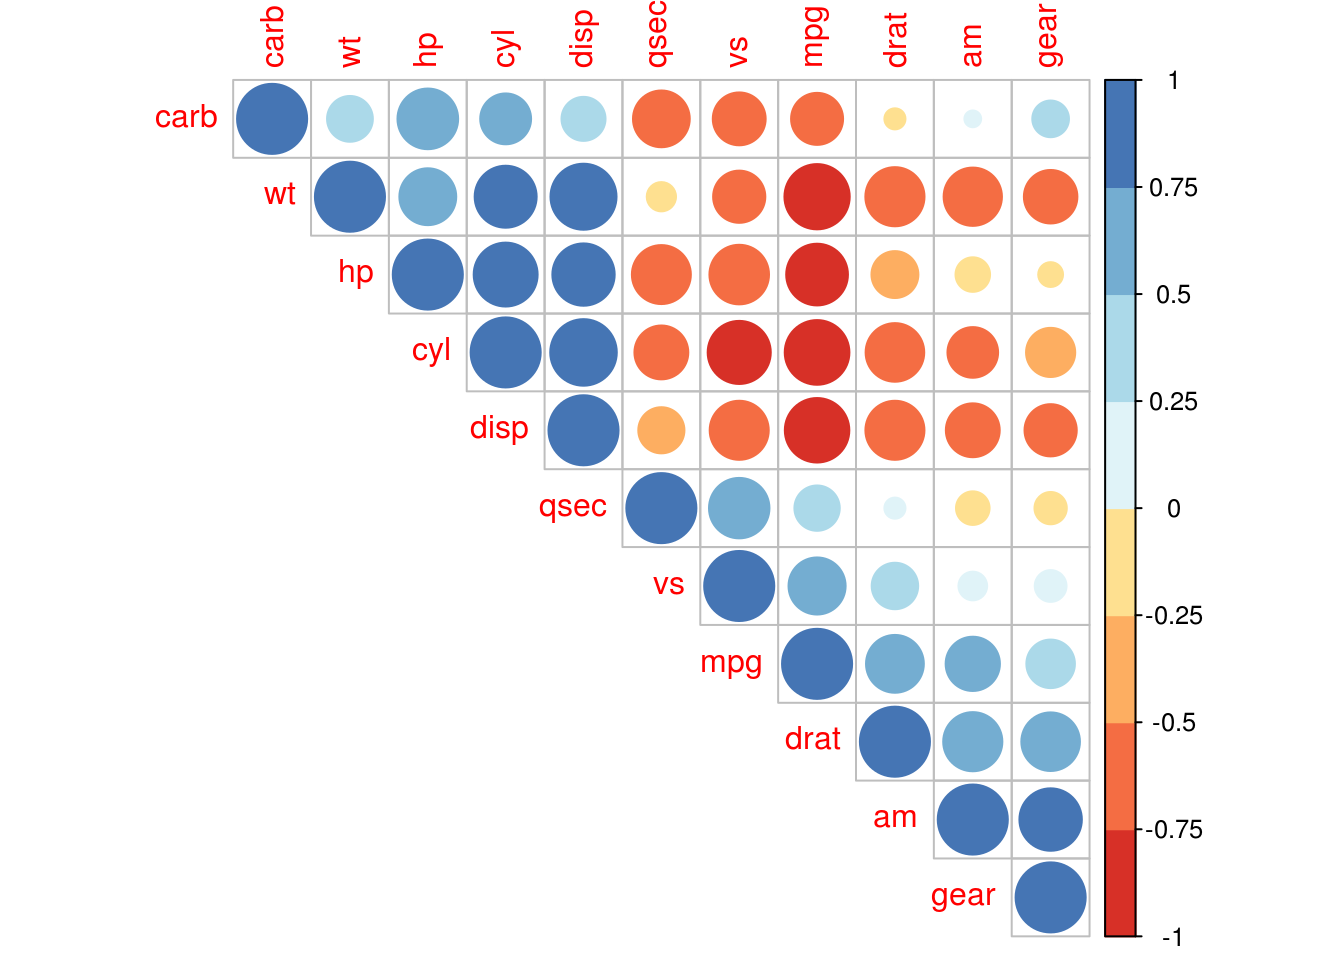 carb wt hp cyl disp qsec vs mpg drat am gear
carb
wt
hp
cyl
disp
qsec
vs
mpg
drat
am
gear
1
0.75
0.5
0.25
0
-0.25
-0.5
-0.75
-1